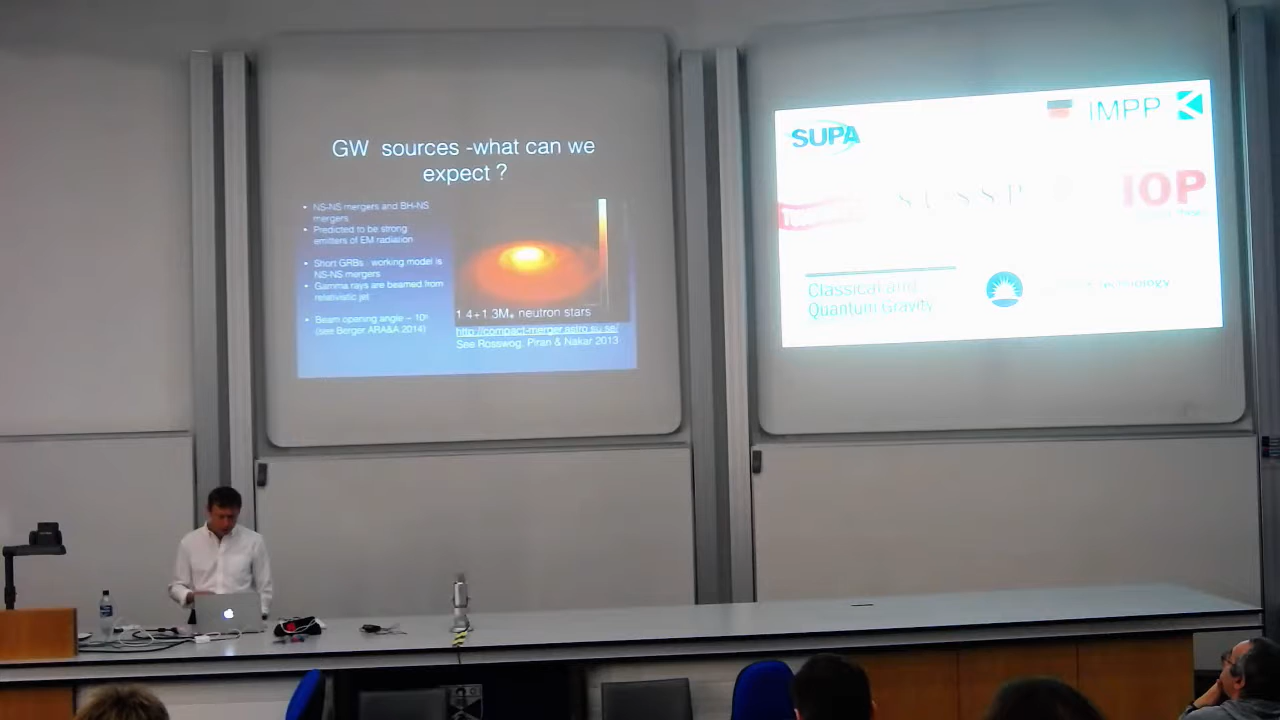 GW sources -what can we
expect ?
• NS-NS mergers and BH-NS
mergers
• Predicted to be strong
emitters of EM radiation
• Short GRBs - working model is
NS-NS mergers
• Gamma rays are beamed from
relativistic jet
• Beam opening angle ~ 10º
(see Berger ARA&A 2014)
1.4+1.3M⁎ neutron stars
http://compact-merger.astro.su.se/
See Rosswog, Piran & Nakar 2013
IMPP
SUPA
SUSSP
IOP
Classical and
Quantum Gravity
Technology